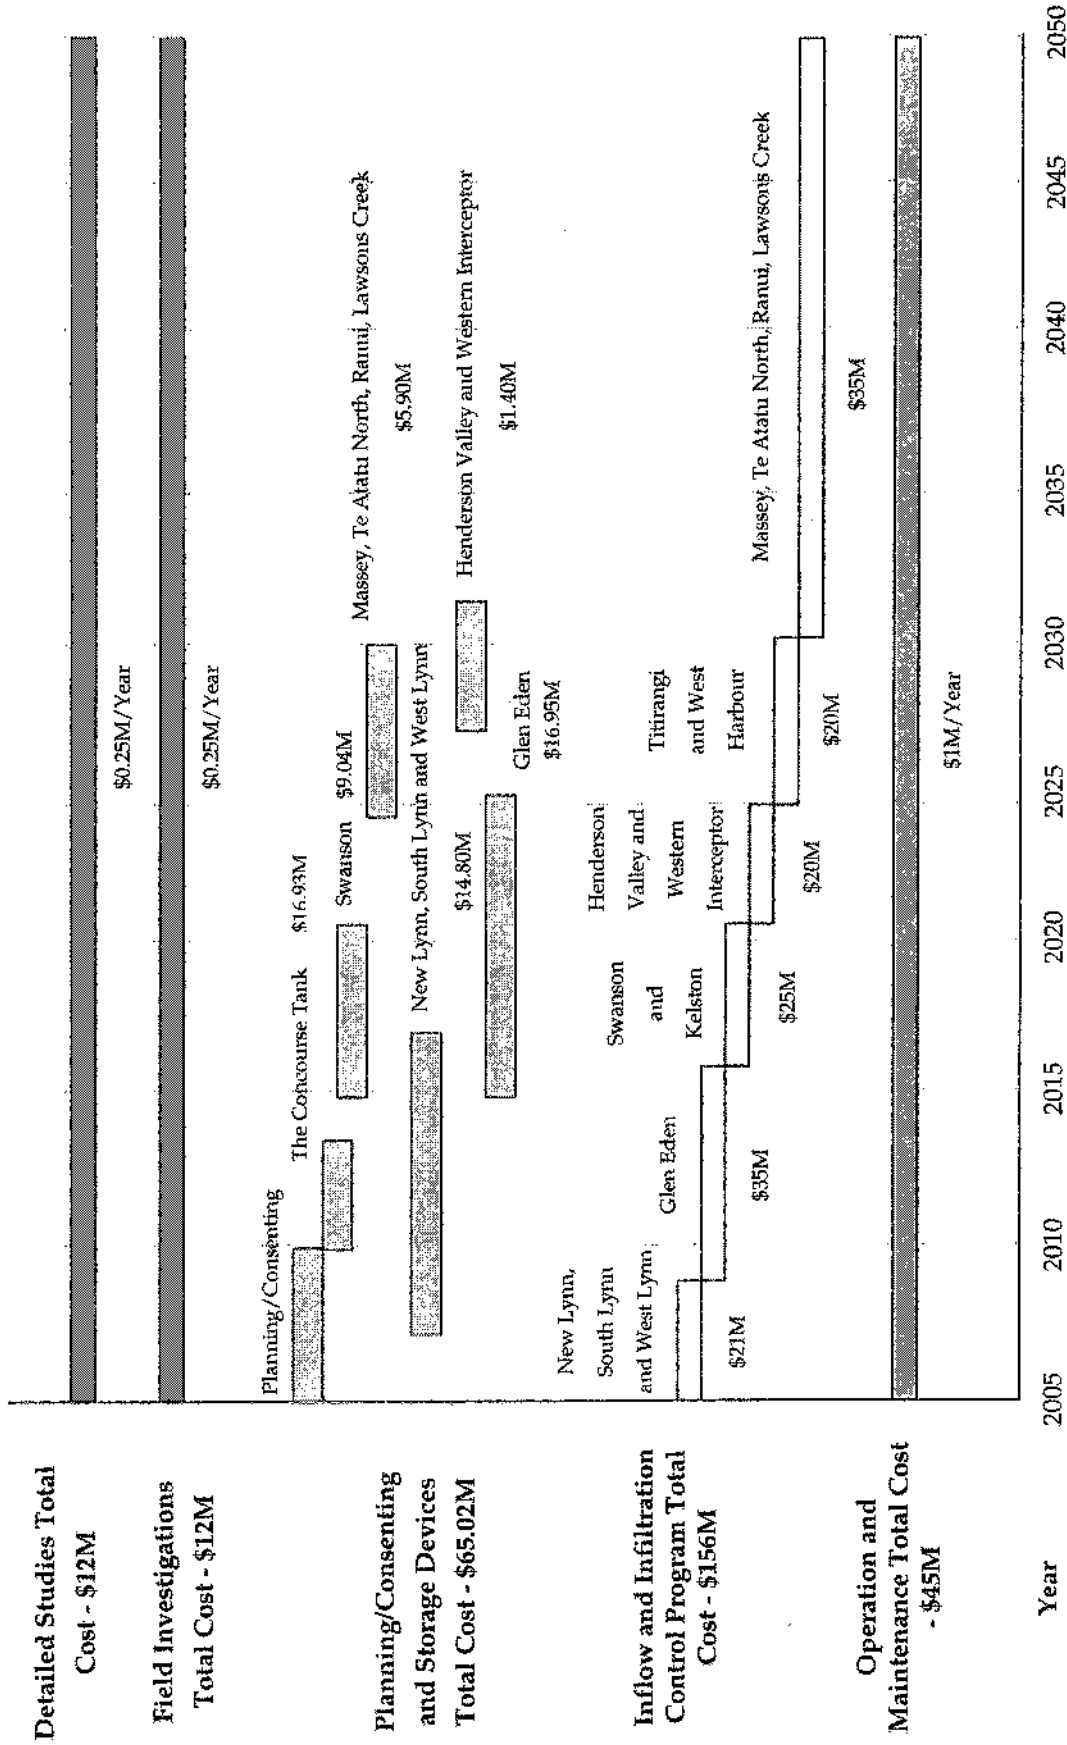 Detailed Studies Total
Cost - $12M
$0.25M/Year
Field Investigations
Total Cost - $12M
$0.25M/Year
Planning/Consenting
and Storage Devices
Total Cost - $65.02M
Planning/Consenting
The Concourse Tank $16.93M
Swanson $9.04M
Massey, Te Atatu North, Ranui, Lawsons Creek
$5.90M
New Lynn, South Lynn and West Lynn
$14.80M
Henderson Valley and Western Interceptor
$1.40M
Glen Eden
$16.95M
Inflow and Infiltration
Control Program Total
Cost - $156M
New Lynn,
South Lynn
and West Lynn
$21M
Glen Eden
$35M
Swanson
and
Kelston
$25M
Henderson
Valley and
Western
Interceptor
$20M
Titirangi
and West
Harbour
$20M
Massey, Te Atatu North, Ranui, Lawsons Creek
$35M
Operation and
Maintenance Total Cost
- $45M
$1M/Year
Year 2005 2010 2015 2020 2025 2030 2035 2040 2045 2050